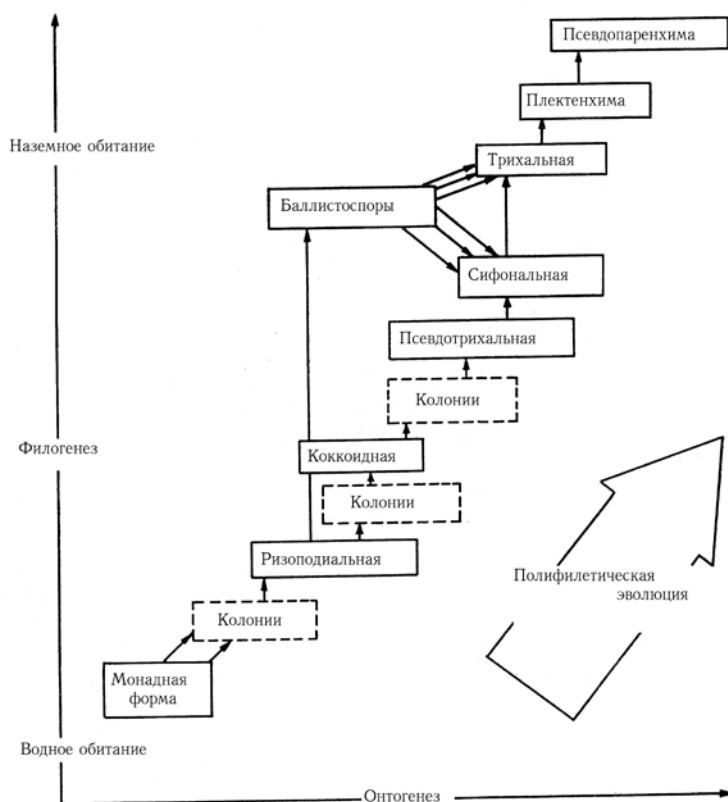 Псевдопаренхима
Плектенхима
Наземное обитание
Трихальная
Баллистоспоры
Сифональная
Псевдотрихальная
Колонии
Филогенез
Коккоидная
Колонии
Ризоподиальная
Полифилетическая
эволюция
Колонии
Монадная
форма
Водное обитание
Онтогенез